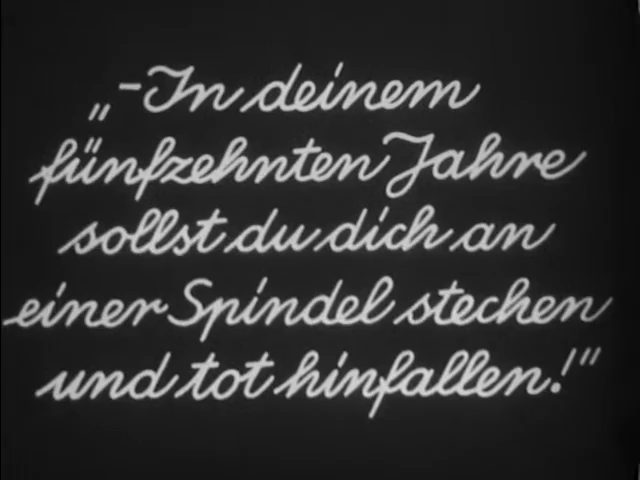 „-In deinem
fünfzehnten Jahre
sollst du dich an
einer Spindel stechen
und tot hinfallen!“